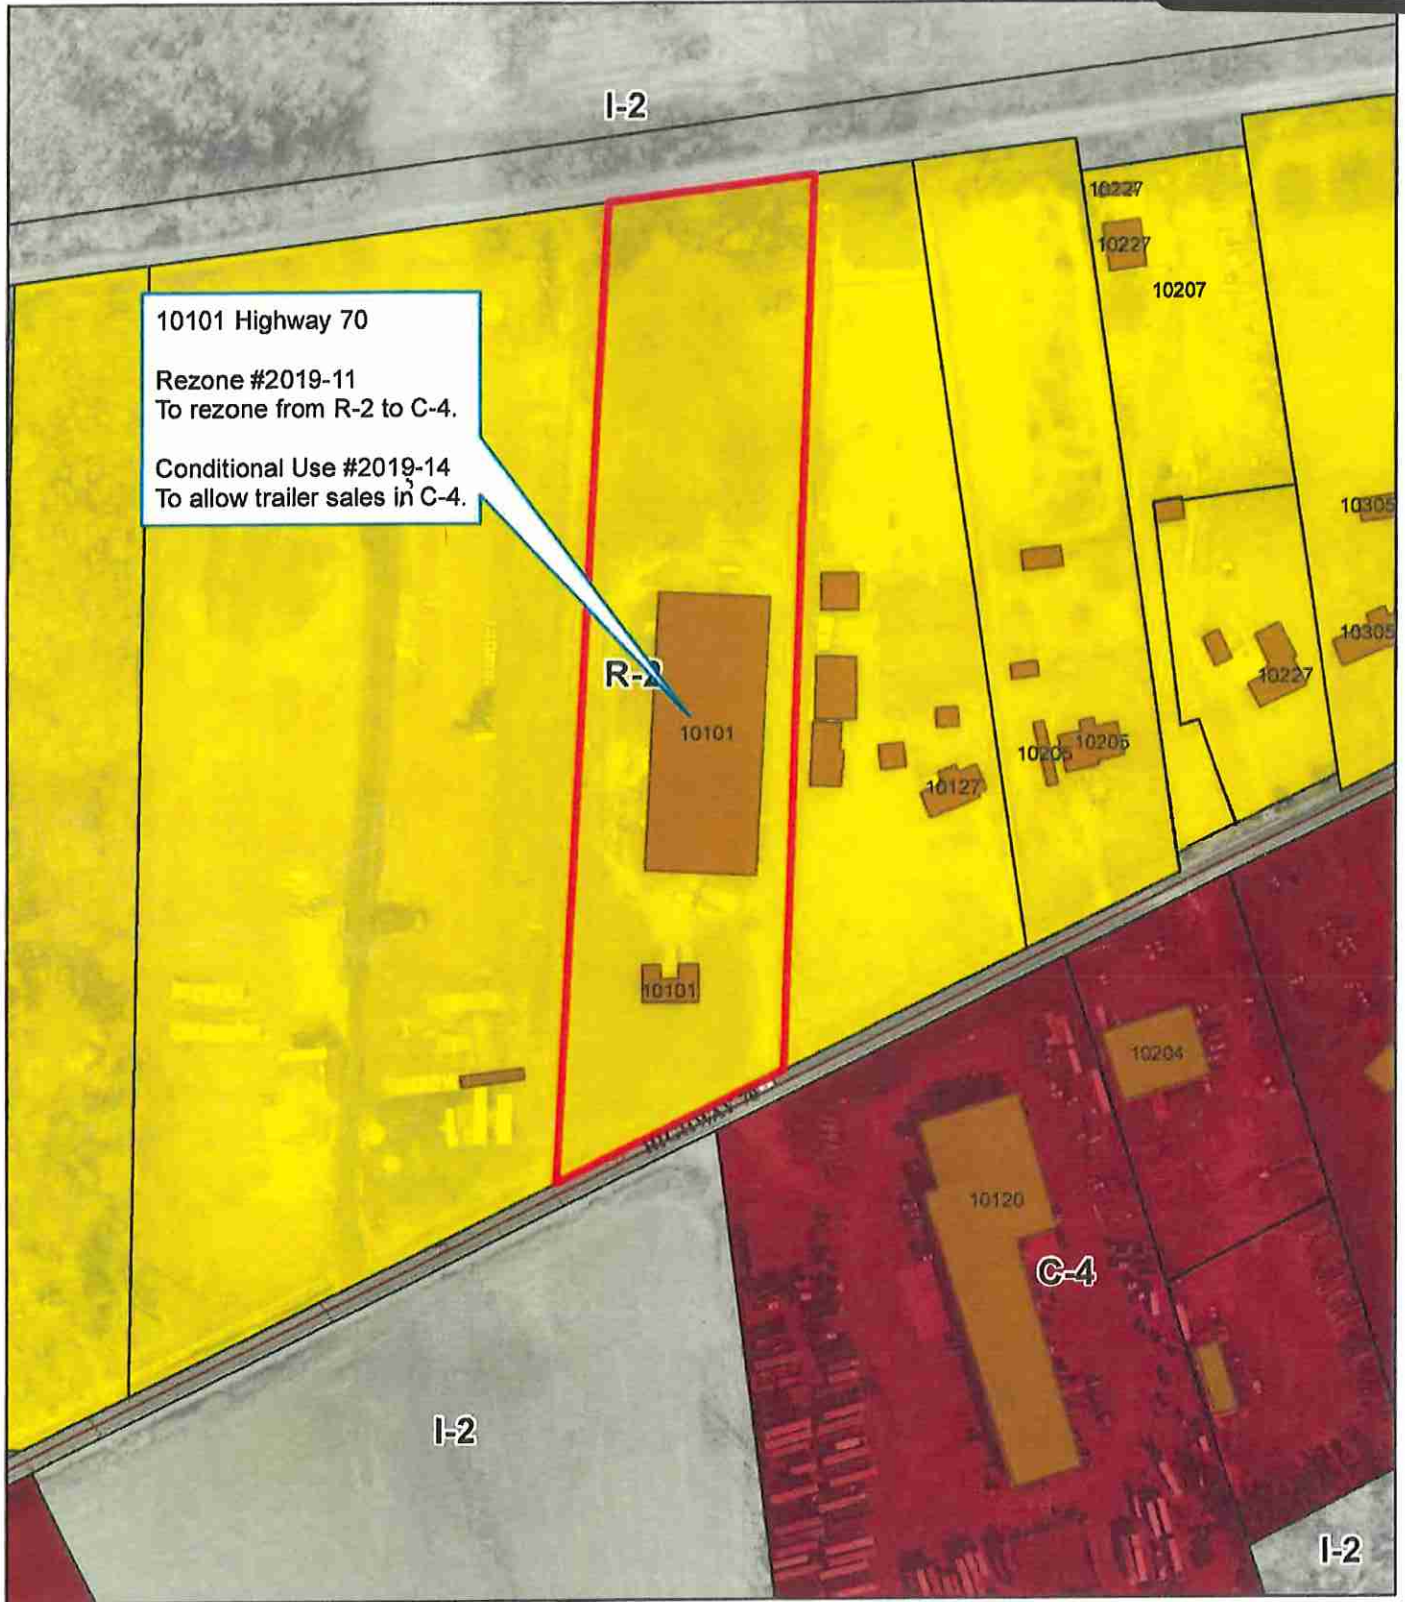 I-2
10227
10227
10207
10101 Highway 70
Rezone #2019-11
To rezone from R-2 to C-4.
Conditional Use #2019-14
To allow trailer sales in C-4.
10305
10305
R-2
10227
10101
10205
10205
10127
10101
10204
HIGHWAY 70
10120
C-4
I-2
I-2